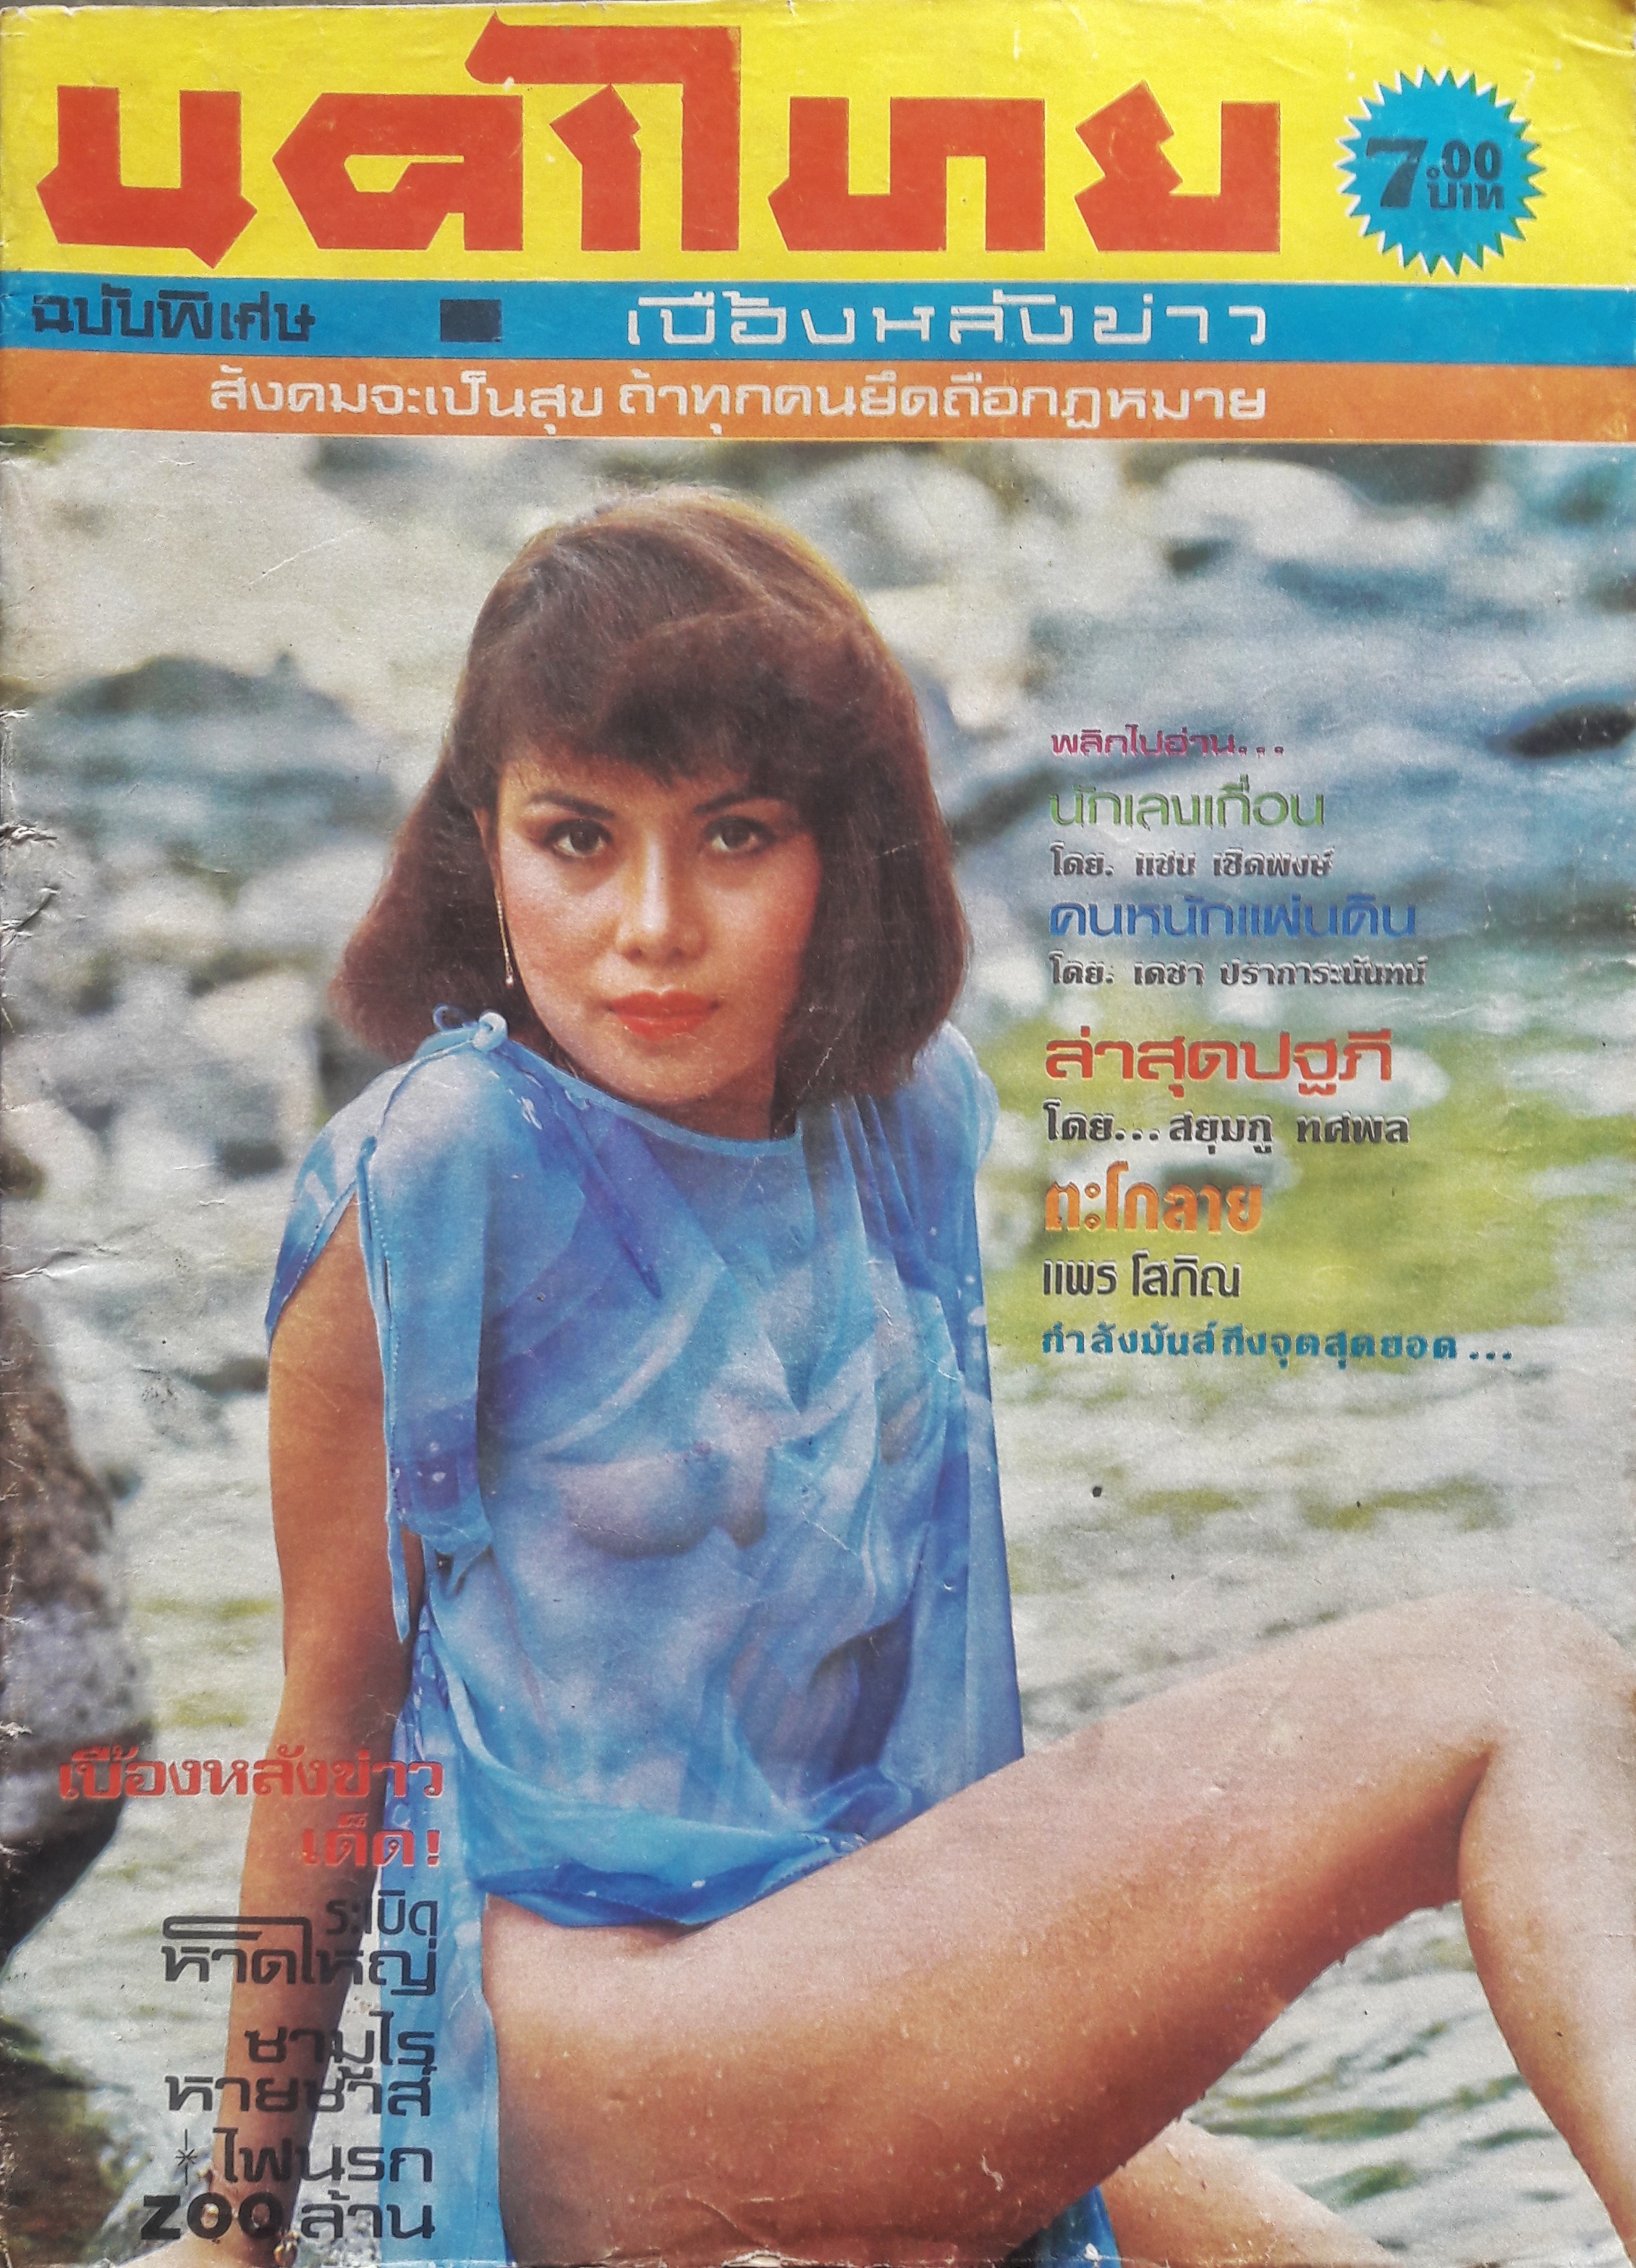 คดีไทย
7.00
บาท
ฉบับพิเศษ ■ เบื้องหลังข่าว
สังคมจะเป็นสุข ถ้าทุกคนยึดถือกฎหมาย
พลิกไปอ่าน...
นักเลงเถื่อน
โดย. แซน เชิดพงษ์
คนหนักแผ่นดิน
โดย. เดชา ปราการะนันทน์
ล่าสุดปฐภี
โดย... สยุมภู ทศพล
ตะโกลาย
แพร โสภิณ
กำลังมันส์ถึงจุดสุดยอด...
เบื้องหลังข่าว
เด็ด!
ระเบิด
หาดใหญ่
ซามูไร
หายซ่าส์
ไฟนรก
200 ล้าน